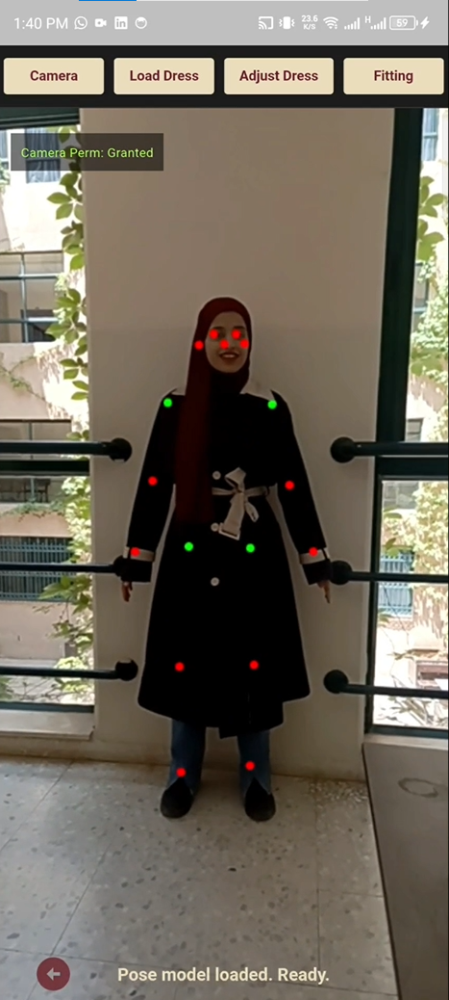 1:40 PM
23.6 K/S
H
59
Camera
Load Dress
Adjust Dress
Fitting
Camera Perm: Granted
Pose model loaded. Ready.